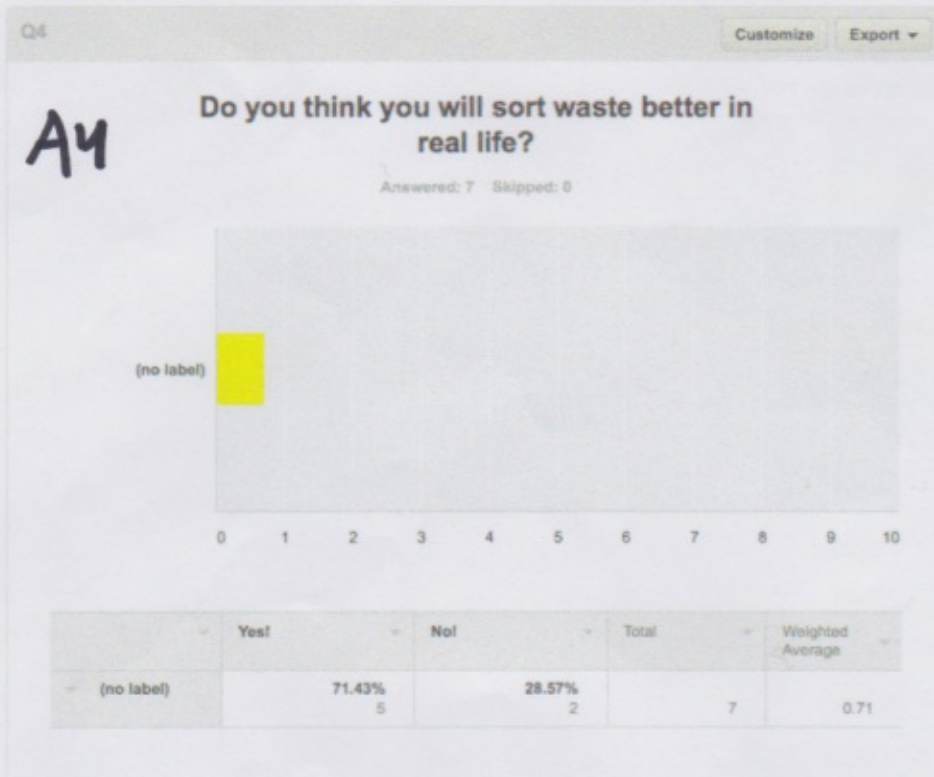 Q4
Customize Export
A4
Do you think you will sort waste better in
real life?
Answered: 7 Skipped: 0
(no label)
0 1 2 3 4 5 6 7 8 9 10
Yes! No! Total Weighted
Average
(no label) 71.43% 28.57%
5 2 7 0.71